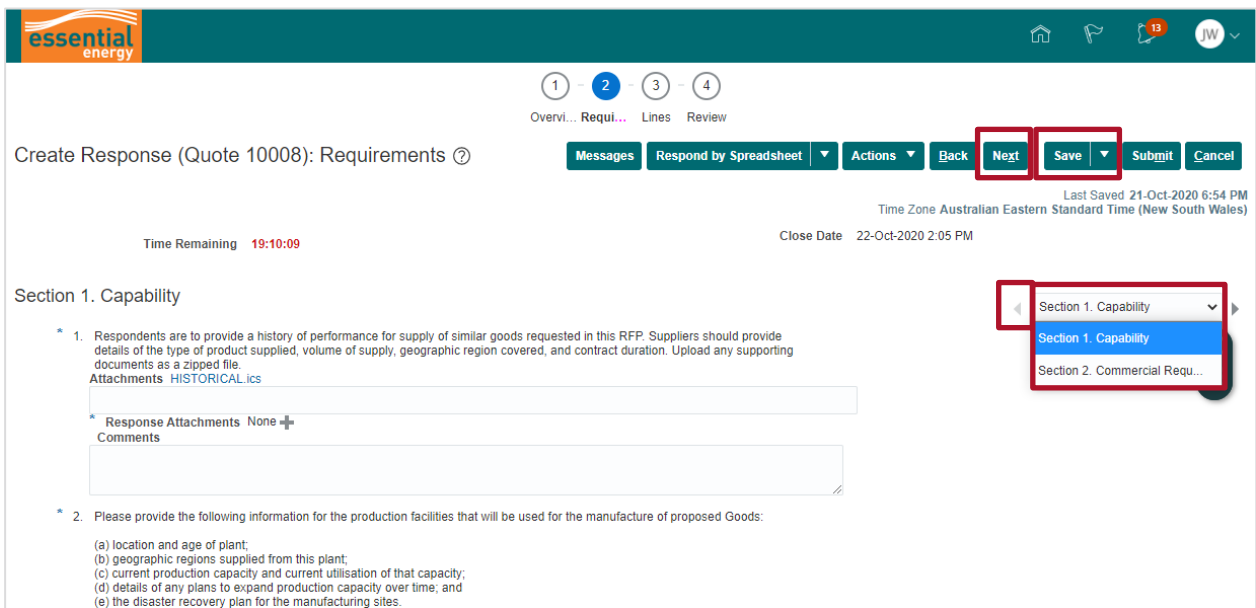 essential
energy
13
JW
1 2 3 4
Overvi... Requi... Lines Review
Create Response (Quote 10008): Requirements ?
Messages Respond by Spreadsheet Actions Back Next Save Submit Cancel
Last Saved 21-Oct-2020 6:54 PM
Time Zone Australian Eastern Standard Time (New South Wales)
Time Remaining 19:10:09
Close Date 22-Oct-2020 2:05 PM
Section 1. Capability
Section 1. Capability
Section 1. Capability
Section 2. Commercial Requ...
* 1. Respondents are to provide a history of performance for supply of similar goods requested in this RFP. Suppliers should provide
details of the type of product supplied, volume of supply, geographic region covered, and contract duration. Upload any supporting
documents as a zipped file.
Attachments HISTORICAL.ics
* Response Attachments None
Comments
* 2. Please provide the following information for the production facilities that will be used for the manufacture of proposed Goods:
(a) location and age of plant;
(b) geographic regions supplied from this plant;
(c) current production capacity and current utilisation of that capacity;
(d) details of any plans to expand production capacity over time; and
(e) the disaster recovery plan for the manufacturing sites.